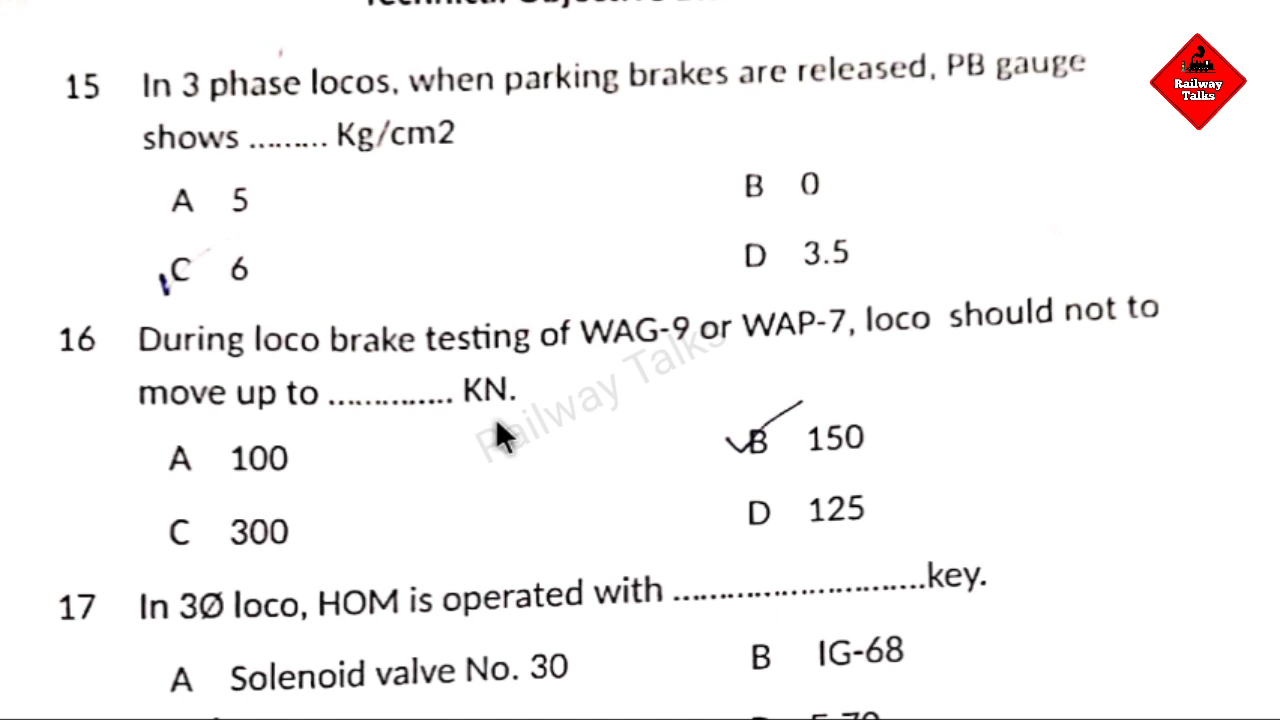 15 In 3 phase locos, when parking brakes are released, PB gauge
shows ......... Kg/cm2
A 5
B 0
C 6
D 3.5
16 During loco brake testing of WAG-9 or WAP-7, loco should not to
move up to .............. KN.
A 100
B 150
C 300
D 125
17 In 3Ø loco, HOM is operated with ............................key.
A Solenoid valve No. 30
B IG-68
Railway
Talks
Railway Talks